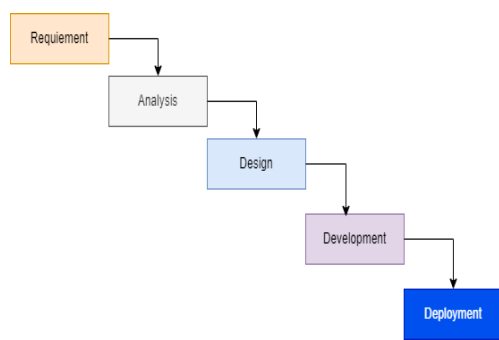 Requiement
Analysis
Design
Development
Deployment